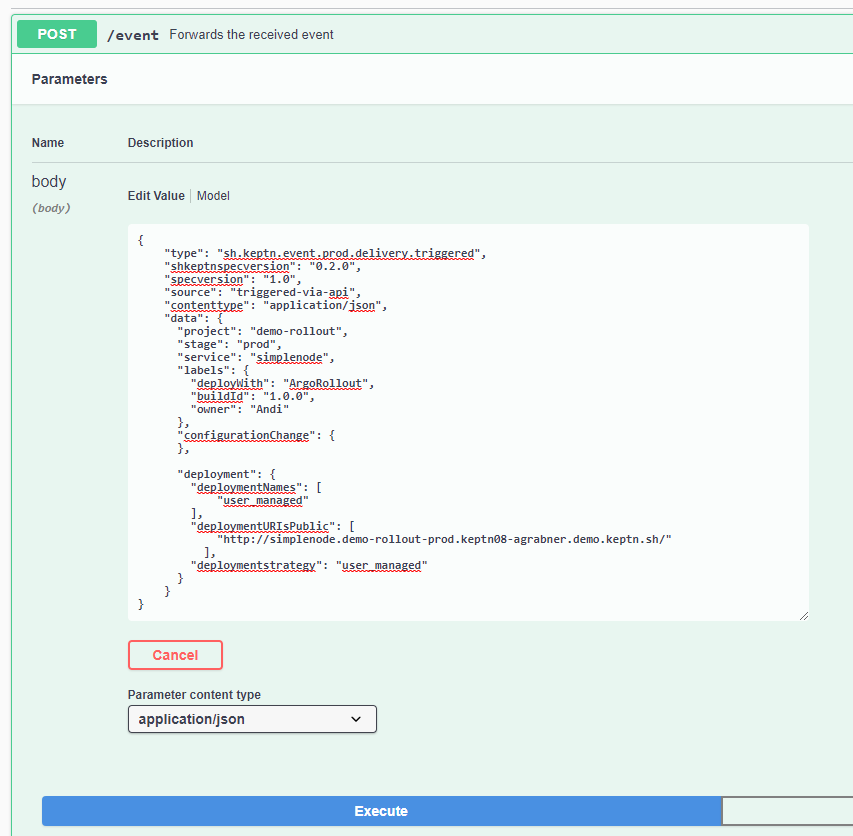 POST /event Forwards the received event
Parameters
Name Description
body
(body)
Edit Value | Model
{
"type": "sh.keptn.event.prod.delivery.triggered",
"shkeptnspecversion": "0.2.0",
"specversion": "1.0",
"source": "triggered-via-api",
"contenttype": "application/json",
"data": {
"project": "demo-rollout",
"stage": "prod",
"service": "simplenode",
"labels": {
"deployWith": "ArgoRollout",
"buildId": "1.0.0",
"owner": "Andi"
},
"configurationChange": {
},
"deployment": {
"deploymentNames": [
"user_managed"
],
"deploymentURIsPublic": [
"http://simplenode.demo-rollout-prod.keptn08-agrabner.demo.keptn.sh/"
],
"deploymentstrategy": "user_managed"
}
}
}
Cancel
Parameter content type
application/json
Execute